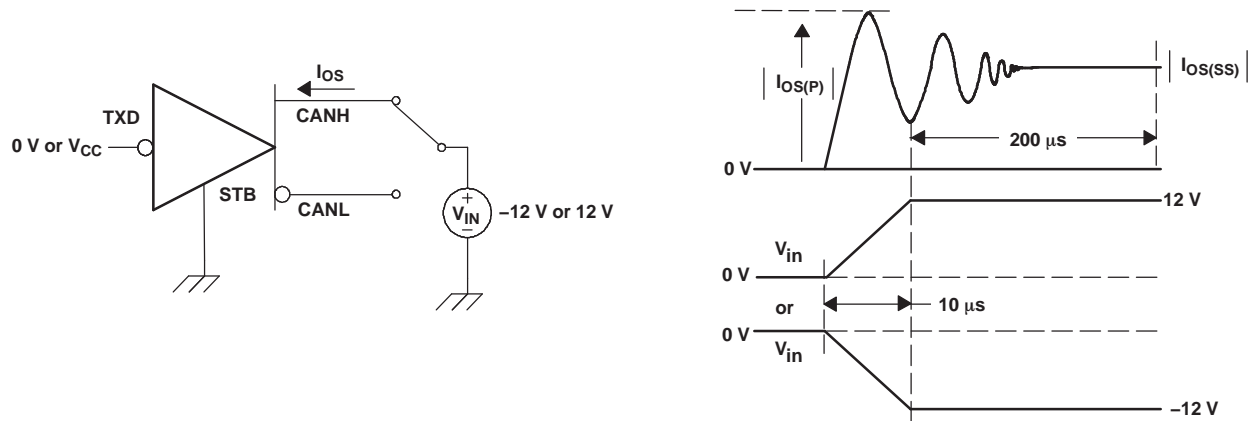 I_OS
TXD
CANH
0 V or V_CC
STB
CANL
+
V_IN
–
–12 V or 12 V
| I_OS(P) |
| I_OS(SS) |
200 μs
0 V
12 V
V_in
0 V
or
10 μs
0 V
V_in
–12 V